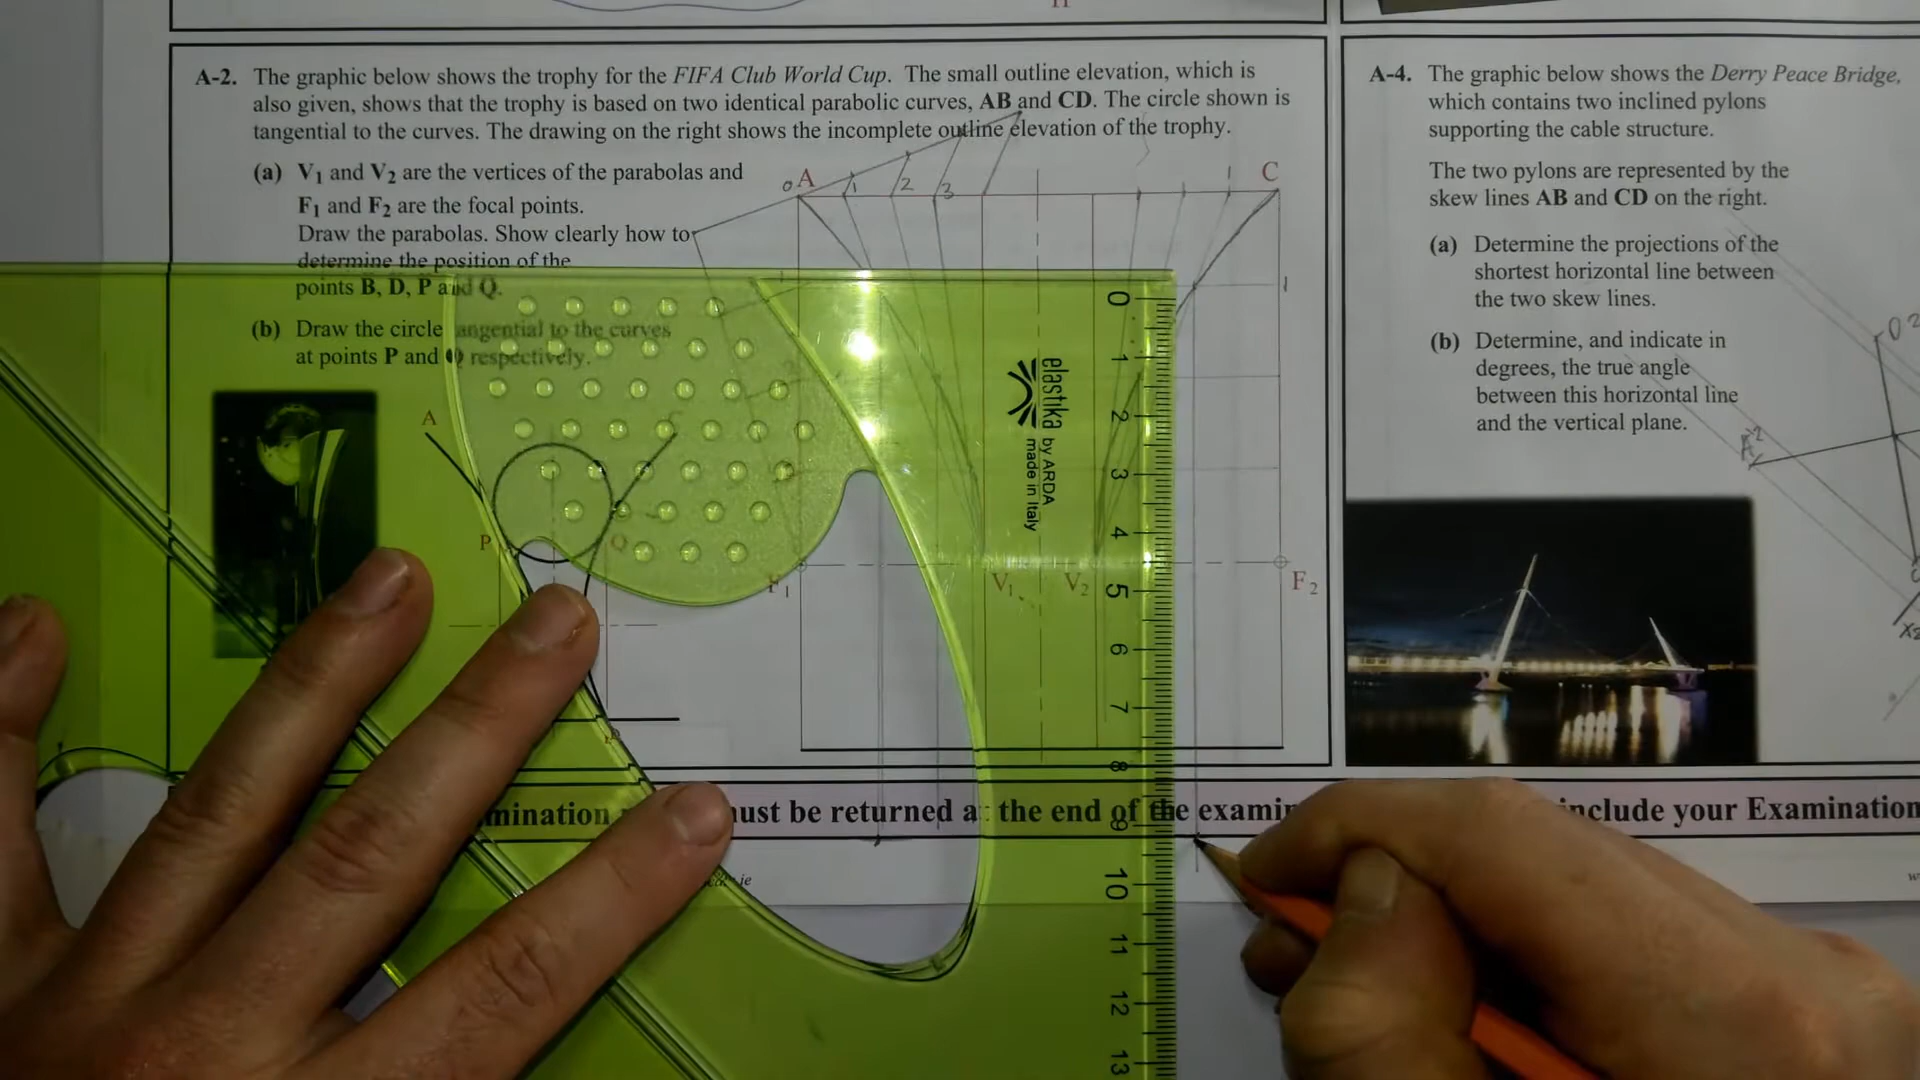 A-2. The graphic below shows the trophy for the FIFA Club World Cup. The small outline elevation, which is
also given, shows that the trophy is based on two identical parabolic curves, AB and CD. The circle shown is
tangential to the curves. The drawing on the right shows the incomplete outline elevation of the trophy.
(a) V1 and V2 are the vertices of the parabolas and
F1 and F2 are the focal points.
Draw the parabolas. Show clearly how to
determine the position of the
points B, D, P and Q.
(b) Draw the circle tangential to the curves
at points P and Q respectively.
A
P
Q
0 A 1 2 3 1 C
1
F1 V1 V2 F2
elastika by ARDA
made in Italy
0
1
2
3
4
5
6
7
8
9
10
11
12
13
A-4. The graphic below shows the Derry Peace Bridge,
which contains two inclined pylons
supporting the cable structure.
The two pylons are represented by the
skew lines AB and CD on the right.
(a) Determine the projections of the
shortest horizontal line between
the two skew lines.
(b) Determine, and indicate in
degrees, the true angle
between this horizontal line
and the vertical plane.
mination must be returned at the end of the examin include your Examination
ie